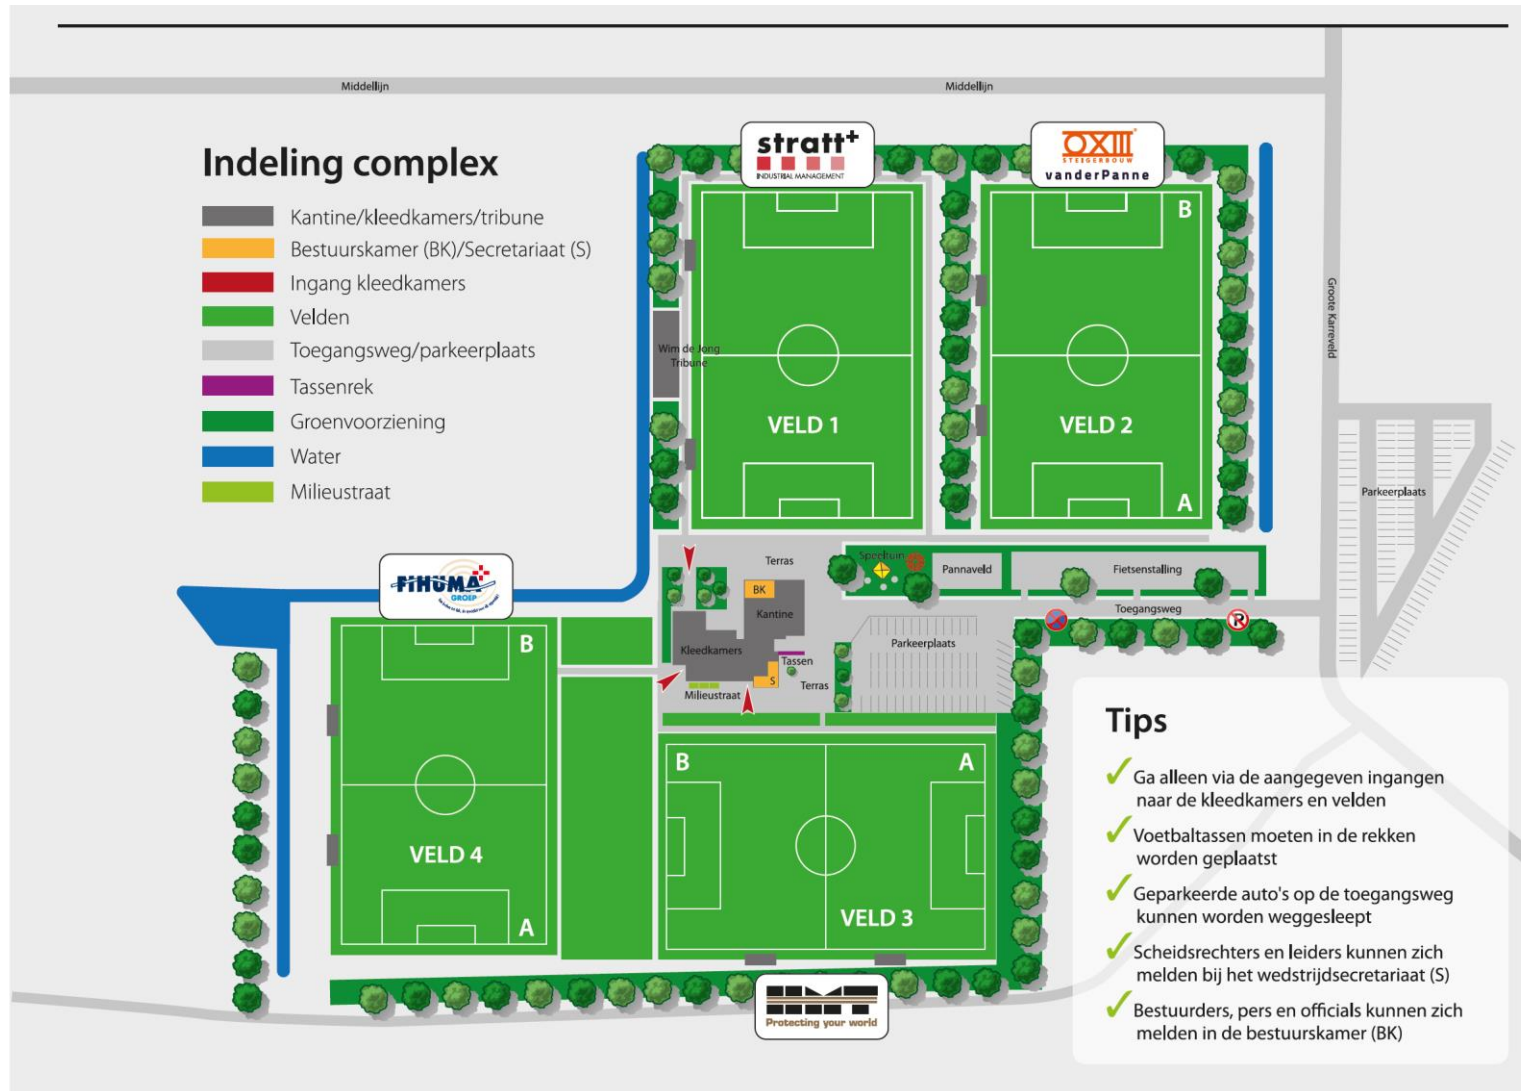 Middellijn
Middellijn
Indeling complex
Kantine/kleedkamers/tribune
Bestuurskamer (BK)/Secretariaat (S)
Ingang kleedkamers
Velden
Toegangsweg/parkeerplaats
Tassenrek
Groenvoorziening
Water
Milieustraat
stratt+
INDUSTRIAL MANAGEMENT
OXIII
STEIGERBOUW
vanderPanne
B
Groote Karreveld
Wim de Jong
Tribune
VELD 1
VELD 2
A
Parkeerplaats
FIHUMA
GROEP
Terras
Speeltuin
Pannaveld
Fietsenstalling
BK
Kantine
Toegangsweg
P
Kleedkamers
Tassen
Parkeerplaats
S
Terras
Milieustraat
B
VELD 4
A
B
A
VELD 3
Protecting your world
Tips
Ga alleen via de aangegeven ingangen
naar de kleedkamers en velden
Voetbaltassen moeten in de rekken
worden geplaatst
Geparkeerde auto's op de toegangsweg
kunnen worden weggesleept
Scheidsrechters en leiders kunnen zich
melden bij het wedstrijdsecretariaat (S)
Bestuurders, pers en officials kunnen zich
melden in de bestuurskamer (BK)